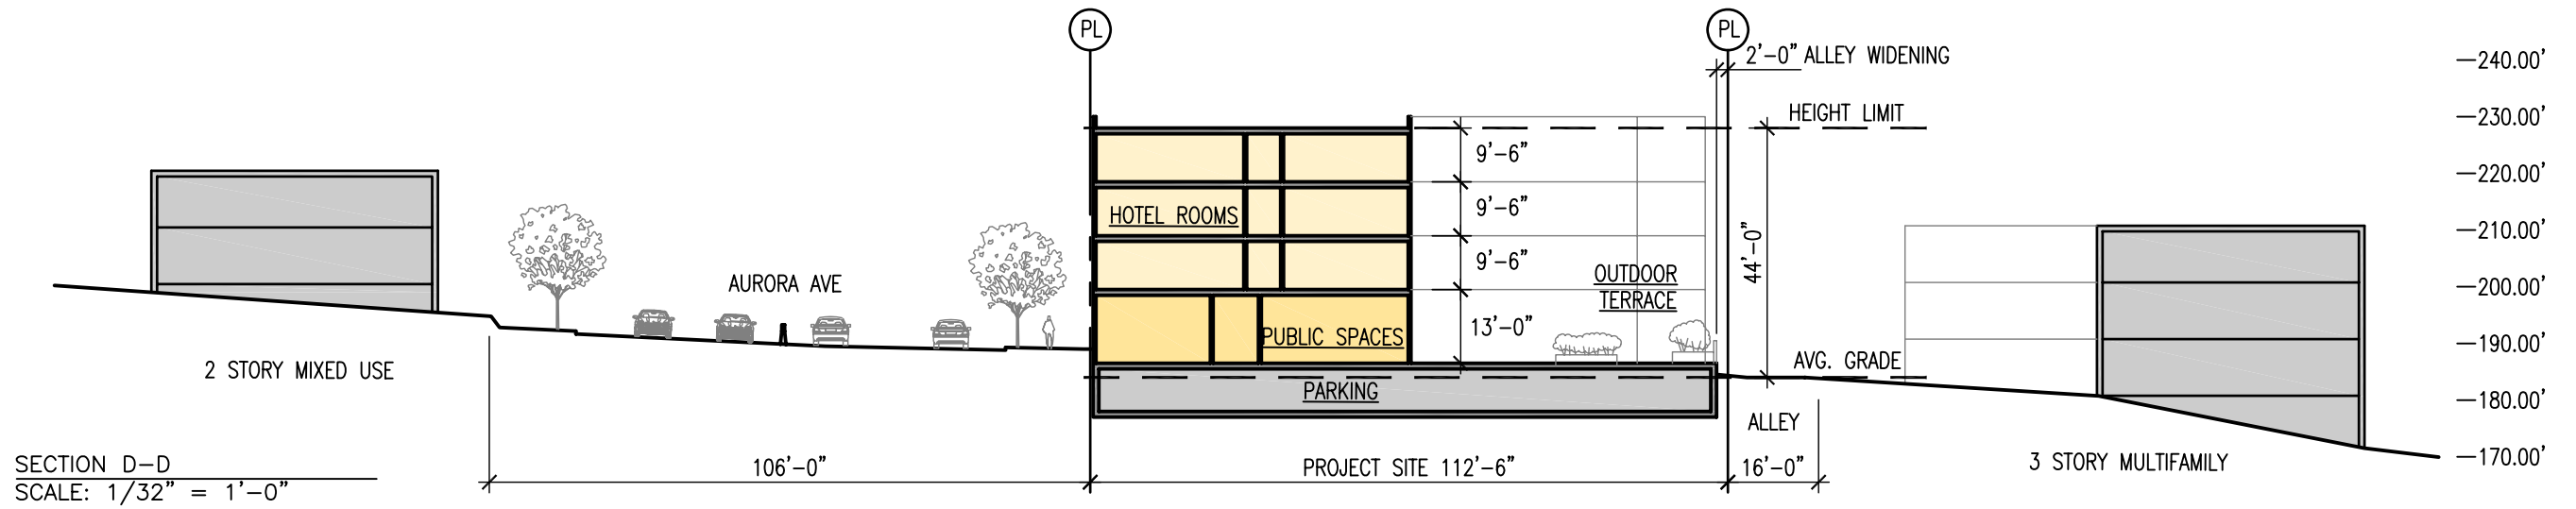 PL
PL
2'-0" ALLEY WIDENING
240.00'
HEIGHT LIMIT
230.00'
9'-6"
220.00'
HOTEL ROOMS
9'-6"
44'-0"
210.00'
AURORA AVE
9'-6"
OUTDOOR
TERRACE
200.00'
PUBLIC SPACES
13'-0"
190.00'
2 STORY MIXED USE
AVG. GRADE
PARKING
180.00'
ALLEY
SECTION D-D
SCALE: 1/32" = 1'-0"
106'-0"
PROJECT SITE 112'-6"
16'-0"
3 STORY MULTIFAMILY
170.00'